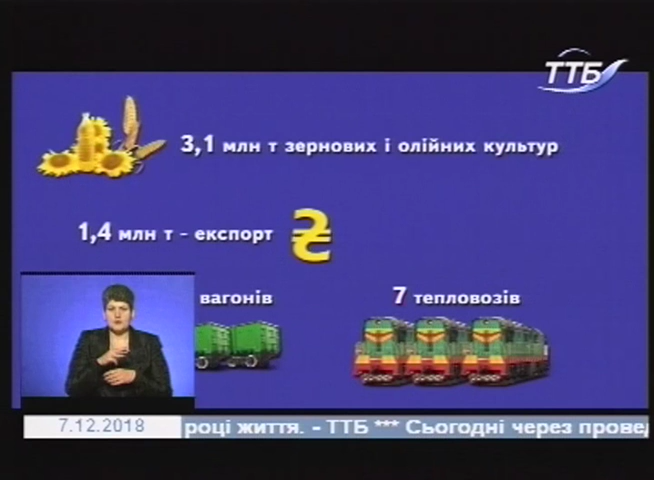 ТТБ
3,1 млн т зернових і олійних культур
1,4 млн т - експорт
вагонів
7 тепловозів
7.12.2018
році життя. - ТТБ *** Сьогодні через провед